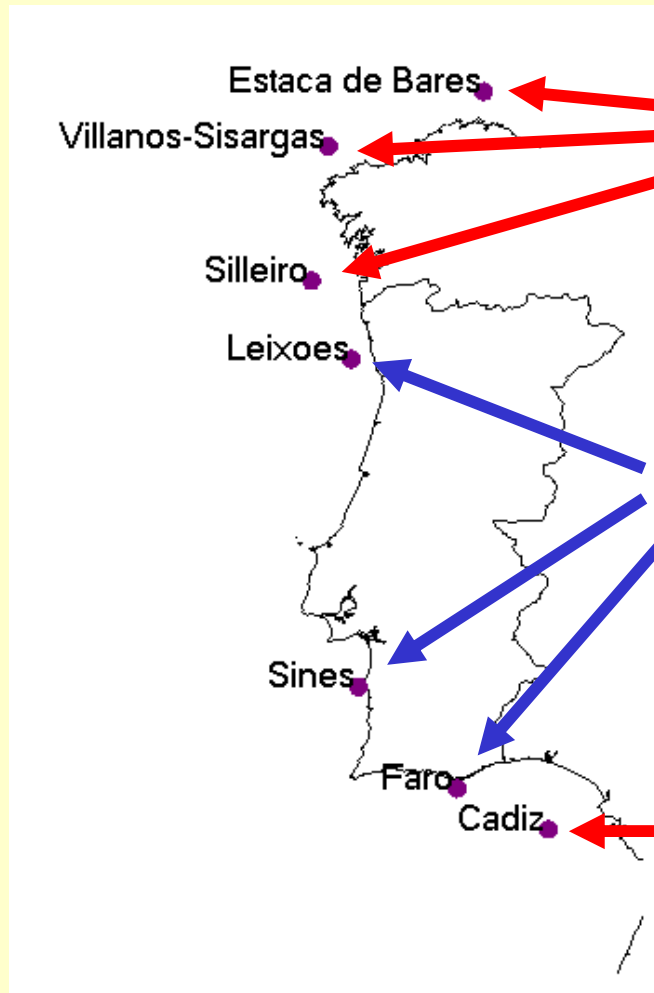 Estaca de Bares
Villanos-Sisargas
Silleiro
Leixoes
Sines
Faro
Cadiz